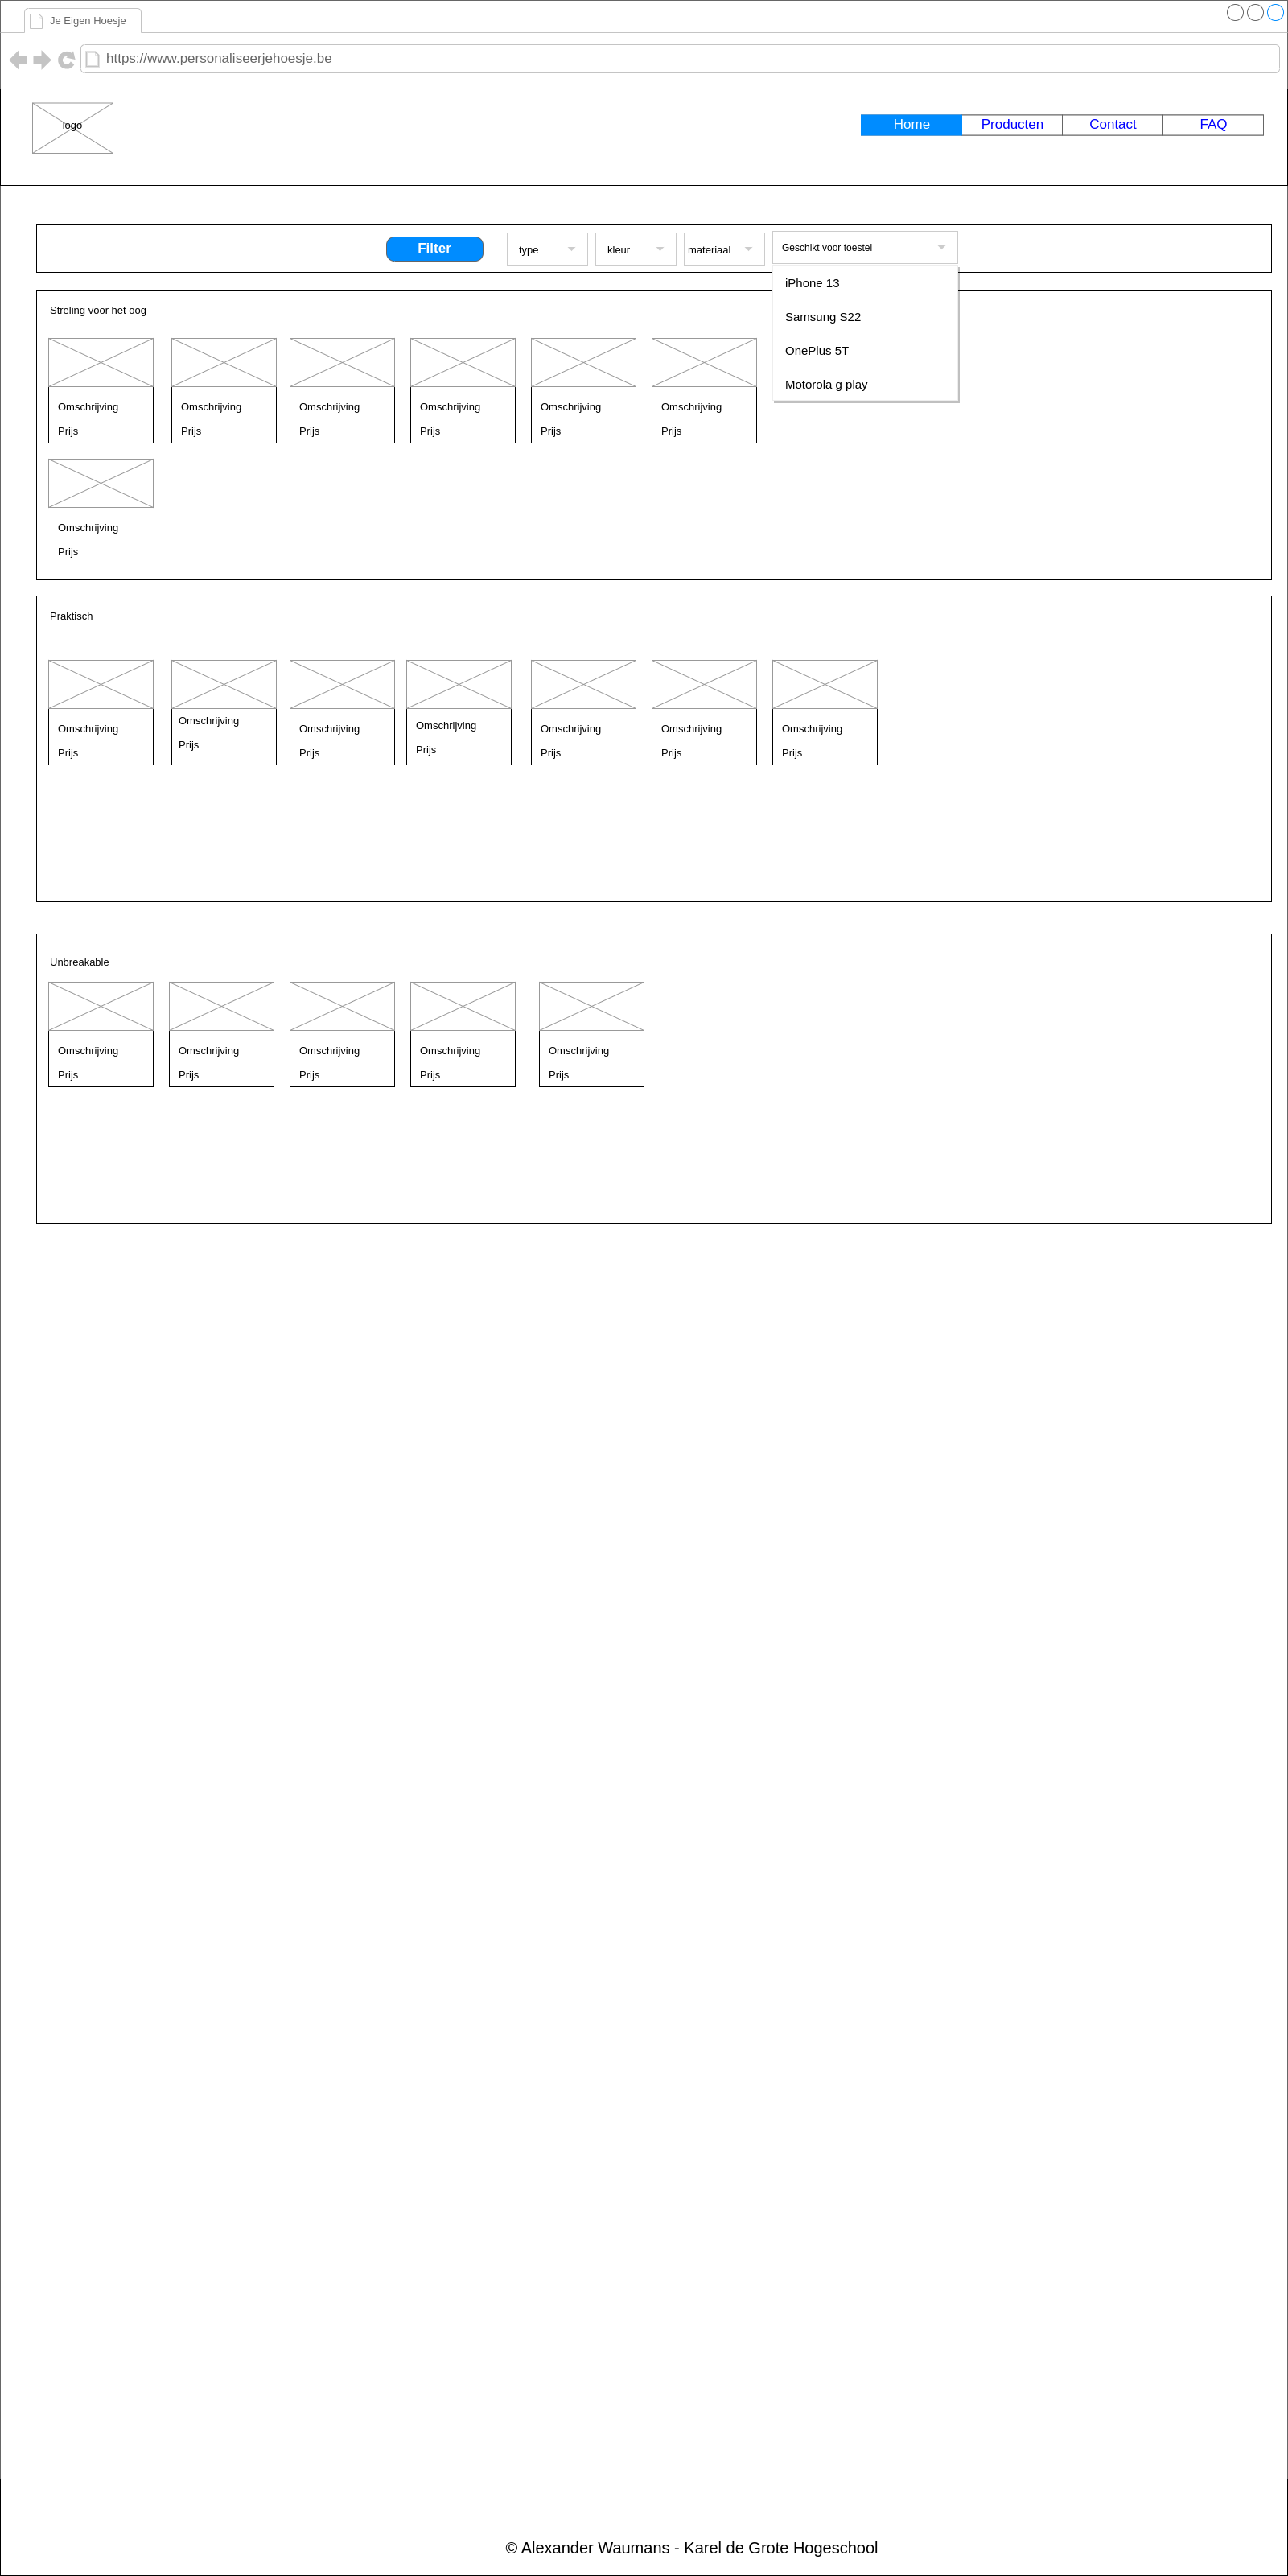 Je Eigen Hoesje
https://www.personaliseerjehoesje.be
logo
Home Producten Contact FAQ
Filter type kleur materiaal Geschikt voor toestel
iPhone 13
Samsung S22
OnePlus 5T
Motorola g play
Streling voor het oog
Omschrijving Omschrijving Omschrijving Omschrijving Omschrijving Omschrijving
Prijs Prijs Prijs Prijs Prijs Prijs
Omschrijving
Prijs
Praktisch
Omschrijving Omschrijving Omschrijving Omschrijving Omschrijving Omschrijving Omschrijving
Prijs Prijs Prijs Prijs Prijs Prijs Prijs
Unbreakable
Omschrijving Omschrijving Omschrijving Omschrijving Omschrijving
Prijs Prijs Prijs Prijs Prijs
© Alexander Waumans - Karel de Grote Hogeschool